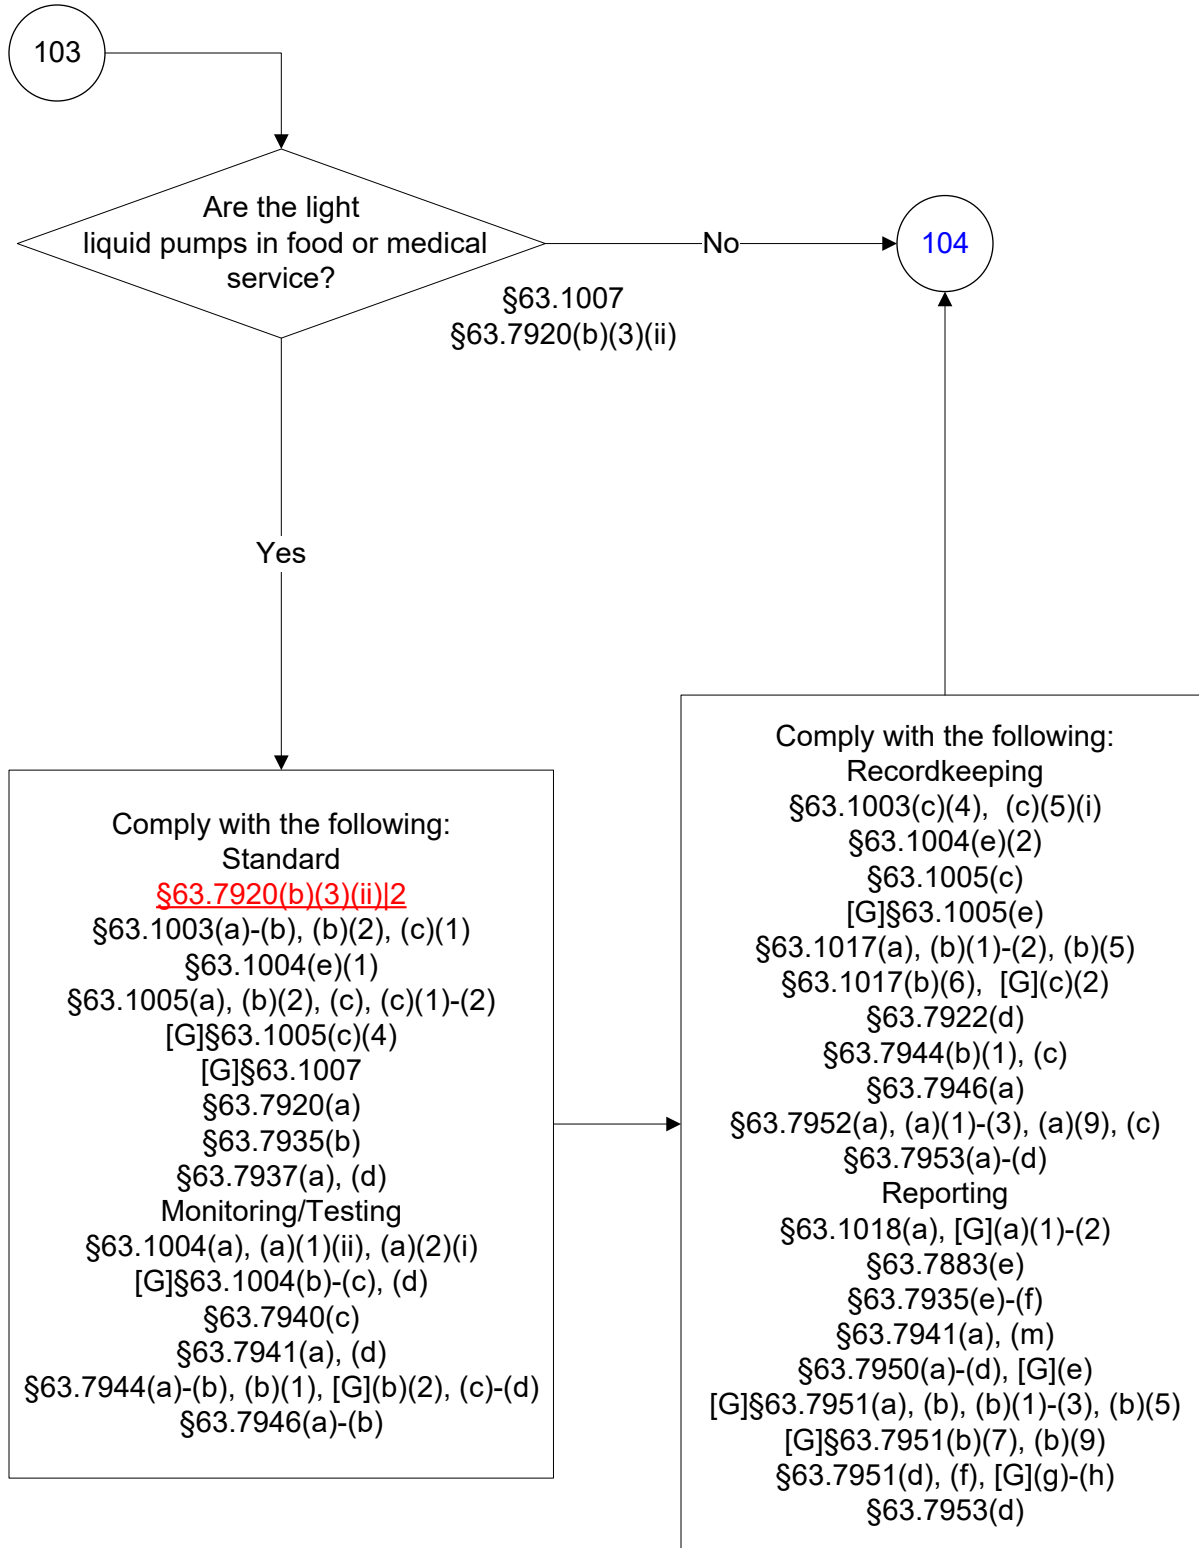 103
Are the light
liquid pumps in food or medical
service?
No
104
§63.1007
§63.7920(b)(3)(ii)
Yes
Comply with the following:
Standard
§63.7920(b)(3)(ii)|2
§63.1003(a)-(b), (b)(2), (c)(1)
§63.1004(e)(1)
§63.1005(a), (b)(2), (c), (c)(1)-(2)
[G]§63.1005(c)(4)
[G]§63.1007
§63.7920(a)
§63.7935(b)
§63.7937(a), (d)
Monitoring/Testing
§63.1004(a), (a)(1)(ii), (a)(2)(i)
[G]§63.1004(b)-(c), (d)
§63.7940(c)
§63.7941(a), (d)
§63.7944(a)-(b), (b)(1), [G](b)(2), (c)-(d)
§63.7946(a)-(b)
Comply with the following:
Recordkeeping
§63.1003(c)(4), (c)(5)(i)
§63.1004(e)(2)
§63.1005(c)
[G]§63.1005(e)
§63.1017(a), (b)(1)-(2), (b)(5)
§63.1017(b)(6), [G](c)(2)
§63.7922(d)
§63.7944(b)(1), (c)
§63.7946(a)
§63.7952(a), (a)(1)-(3), (a)(9), (c)
§63.7953(a)-(d)
Reporting
§63.1018(a), [G](a)(1)-(2)
§63.7883(e)
§63.7935(e)-(f)
§63.7941(a), (m)
§63.7950(a)-(d), [G](e)
[G]§63.7951(a), (b), (b)(1)-(3), (b)(5)
[G]§63.7951(b)(7), (b)(9)
§63.7951(d), (f), [G](g)-(h)
§63.7953(d)